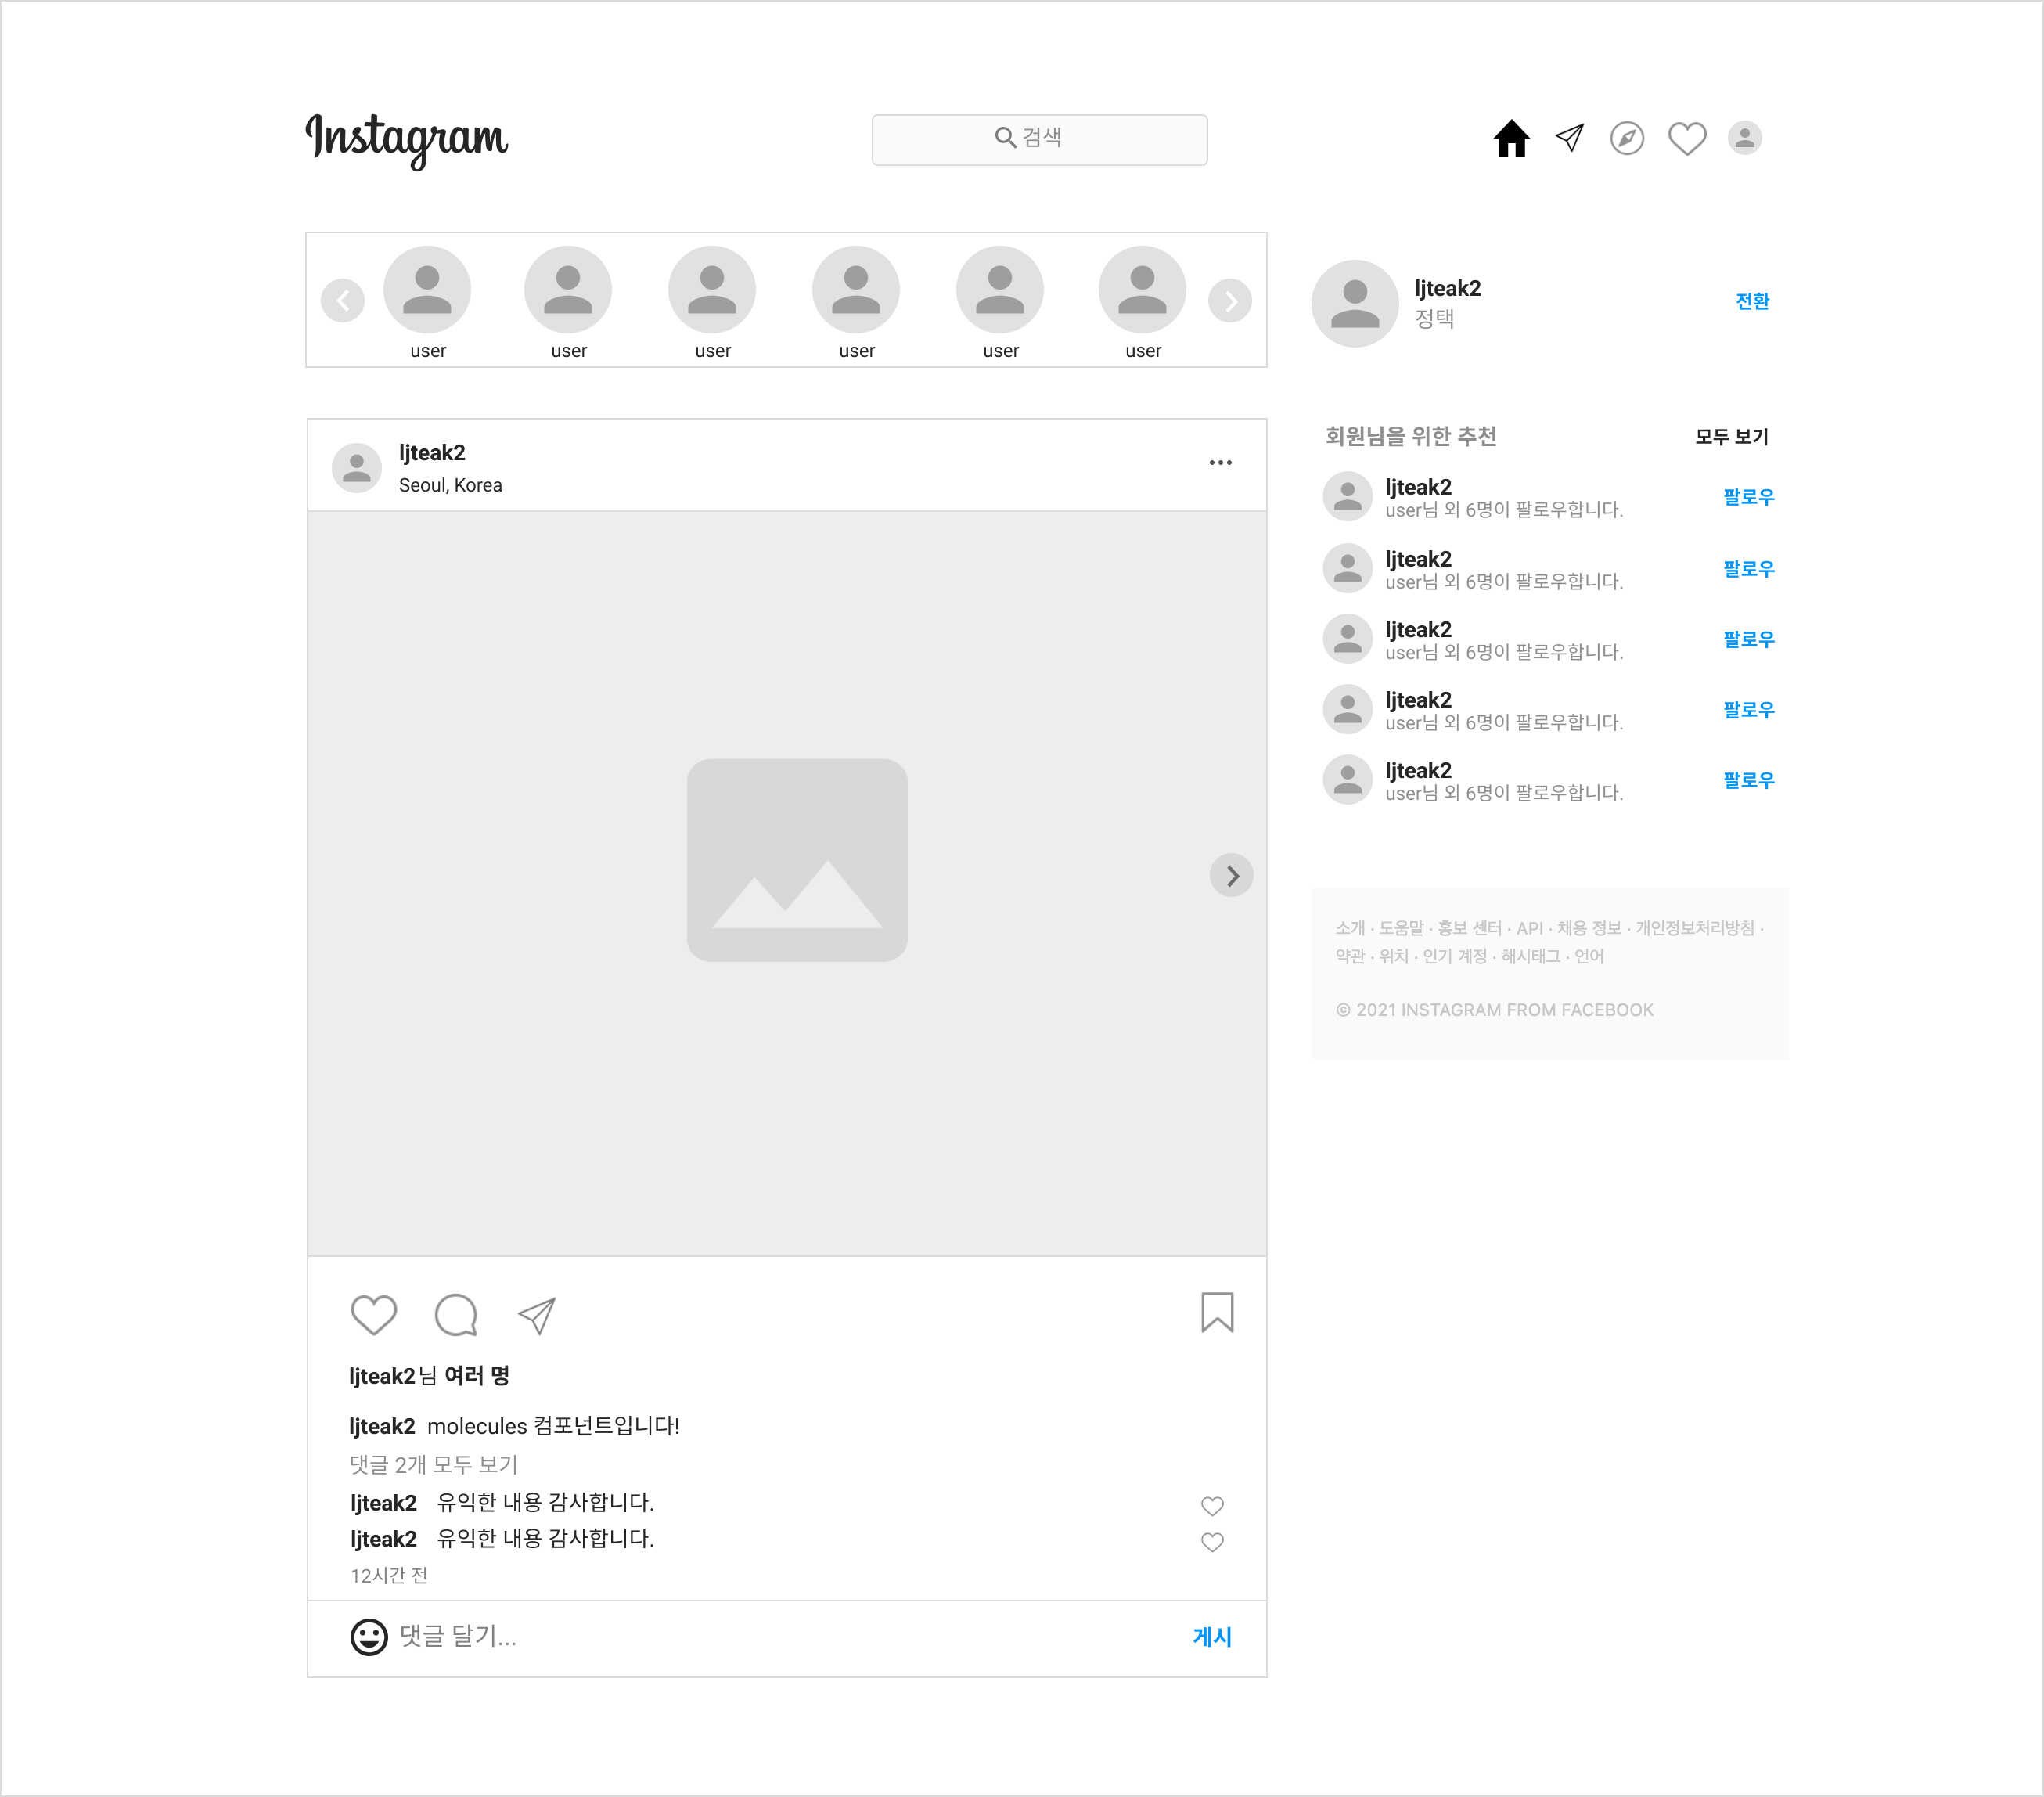 Instagram
검색
user user user user user user
ljteak2
정택
전환
ljteak2
Seoul, Korea
ljteak2님 여러 명
ljteak2 molecules 컴포넌트입니다!
댓글 2개 모두 보기
ljteak2 유익한 내용 감사합니다.
ljteak2 유익한 내용 감사합니다.
12시간 전
댓글 달기...
게시
회원님을 위한 추천
모두 보기
ljteak2
user님 외 6명이 팔로우합니다.
팔로우
ljteak2
user님 외 6명이 팔로우합니다.
팔로우
ljteak2
user님 외 6명이 팔로우합니다.
팔로우
ljteak2
user님 외 6명이 팔로우합니다.
팔로우
ljteak2
user님 외 6명이 팔로우합니다.
팔로우
소개 · 도움말 · 홍보 센터 · API · 채용 정보 · 개인정보처리방침 ·
약관 · 위치 · 인기 계정 · 해시태그 · 언어
© 2021 INSTAGRAM FROM FACEBOOK